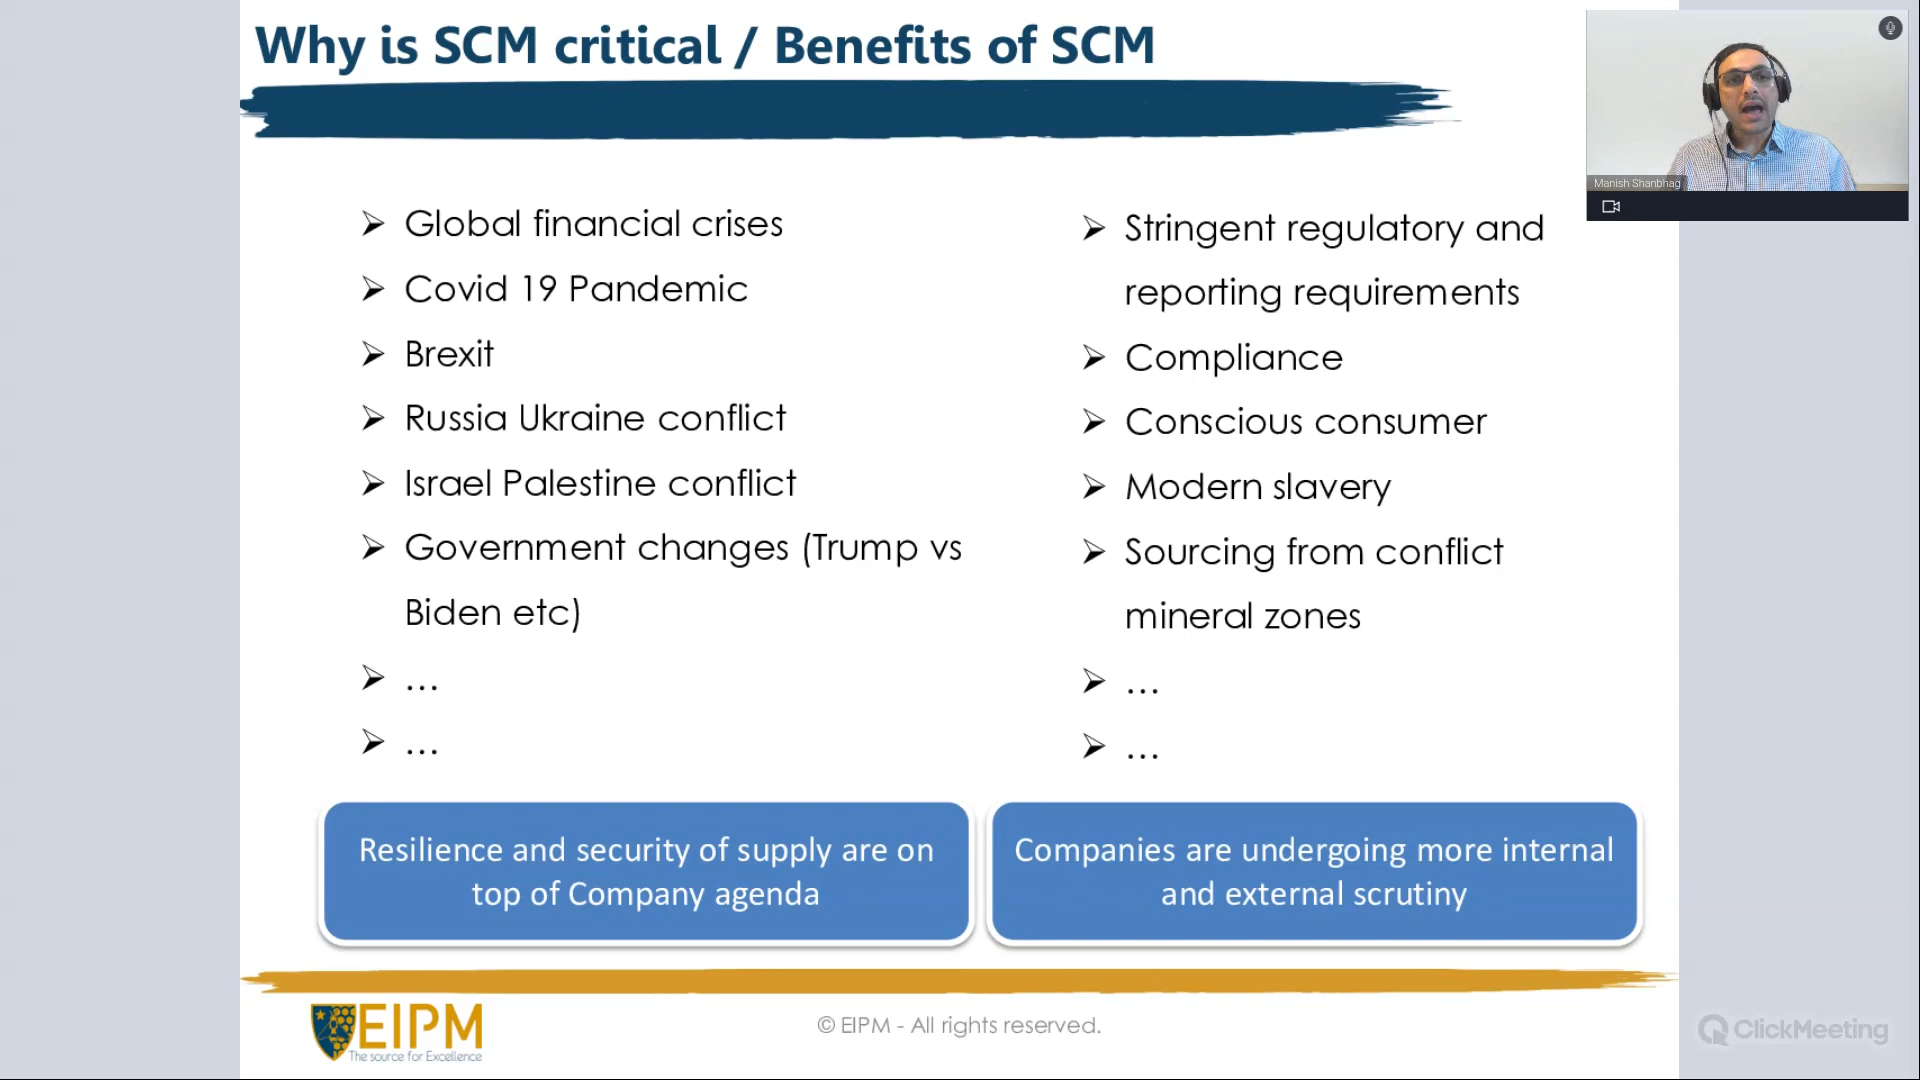 Why is SCM critical / Benefits of SCM
Manish Shanbhag
➢ Global financial crises
➢ Covid 19 Pandemic
➢ Brexit
➢ Russia Ukraine conflict
➢ Israel Palestine conflict
➢ Government changes (Trump vs
Biden etc)
➢ ...
➢ ...
➢ Stringent regulatory and
reporting requirements
➢ Compliance
➢ Conscious consumer
➢ Modern slavery
➢ Sourcing from conflict
mineral zones
➢ ...
➢ ...
Resilience and security of supply are on
top of Company agenda
Companies are undergoing more internal
and external scrutiny
EIPM
The source for Excellence
© EIPM - All rights reserved.
ClickMeeting